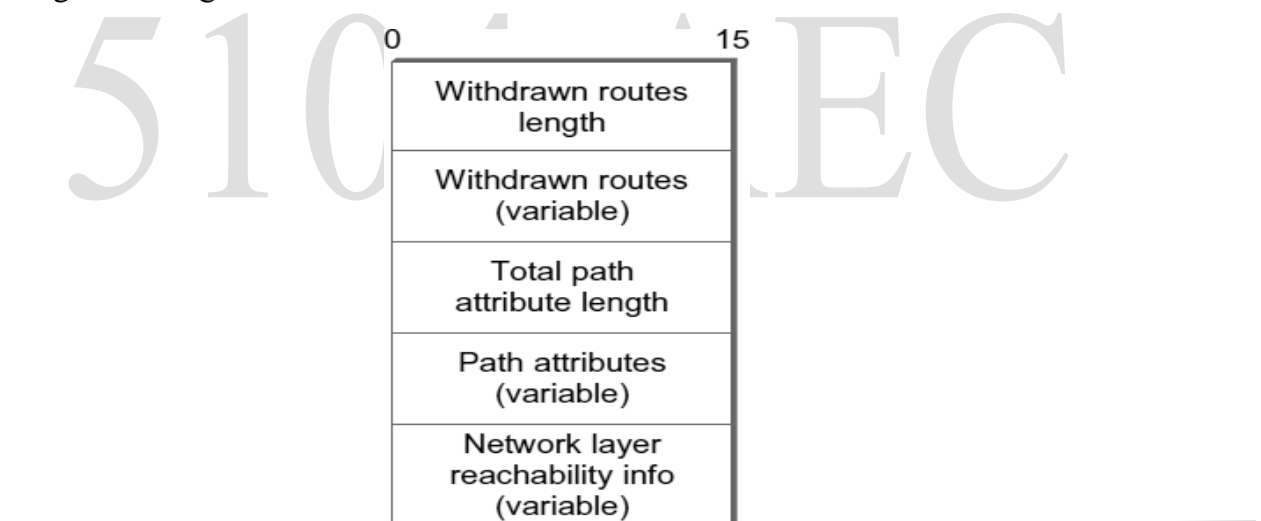 0 15
Withdrawn routes
length
Withdrawn routes
(variable)
Total path
attribute length
Path attributes
(variable)
Network layer
reachability info
(variable)